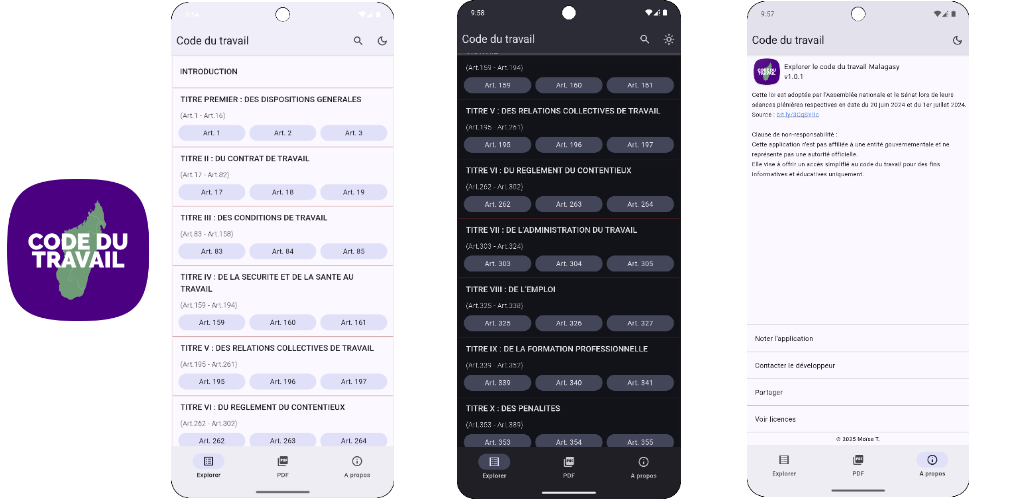 CODE DU
TRAVAIL
9:58
Code du travail
INTRODUCTION
TITRE PREMIER : DES DISPOSITIONS GENERALES
(Art.1 - Art.16)
Art. 1 Art. 2 Art. 3
TITRE II : DU CONTRAT DE TRAVAIL
(Art.17 - Art.82)
Art. 17 Art. 18 Art. 19
TITRE III : DES CONDITIONS DE TRAVAIL
(Art.83 - Art.158)
Art. 83 Art. 84 Art. 85
TITRE IV : DE LA SECURITE ET DE LA SANTE AU
TRAVAIL
(Art.159 - Art.194)
Art. 159 Art. 160 Art. 161
TITRE V : DES RELATIONS COLLECTIVES DE TRAVAIL
(Art.195 - Art.261)
Art. 195 Art. 196 Art. 197
TITRE VI : DU REGLEMENT DU CONTENTIEUX
(Art.262 - Art.302)
Art. 262 Art. 263 Art. 264
Explorer PDF A propos
9:58
Code du travail
(Art.159 - Art.194)
Art. 159 Art. 160 Art. 161
TITRE V : DES RELATIONS COLLECTIVES DE TRAVAIL
(Art.195 - Art.261)
Art. 195 Art. 196 Art. 197
TITRE VI : DU REGLEMENT DU CONTENTIEUX
(Art.262 - Art.302)
Art. 262 Art. 263 Art. 264
TITRE VII : DE L'ADMINISTRATION DU TRAVAIL
(Art.303 - Art.324)
Art. 303 Art. 304 Art. 305
TITRE VIII : DE L'EMPLOI
(Art.325 - Art.338)
Art. 325 Art. 326 Art. 327
TITRE IX : DE LA FORMATION PROFESSIONNELLE
(Art.339 - Art.352)
Art. 339 Art. 340 Art. 341
TITRE X : DES PENALITES
(Art.353 - Art.389)
Art. 353 Art. 354 Art. 355
Explorer PDF A propos
9:57
Code du travail
CODE DU
TRAVAIL
Explorer le code du travail Malagasy
v1.0.1
Cette loi est adoptée par l'Assemblée nationale et le Sénat lors de leurs
séances plénières respectives en date du 20 juin 2024 et du 1er juillet 2024.
Source :
Clause de non-responsabilité :
Cette application n'est pas affiliée à une entité gouvernementale et ne
représente pas une autorité officielle.
Elle vise à offrir un accès simplifié au code du travail pour des fins
informatives et éducatives uniquement.
Noter l'application
Contacter le développeur
Partager
Voir licences
© 2025 Moïse T.
Explorer PDF A propos